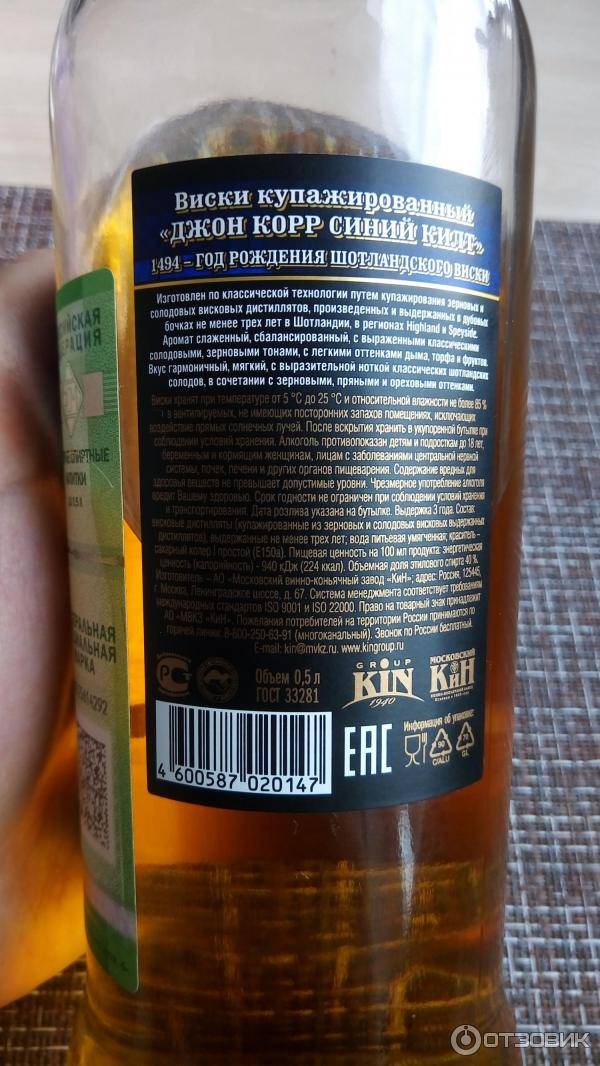 Виски купажированный
«ДЖОН КОРР СИНИЙ КИЛТ»
1494 – ГОД РОЖДЕНИЯ ШОТЛАНДСКОГО ВИСКИ
Изготовлен по классической технологии путем купажирования зерновых и
солодовых висковых дистиллятов, произведенных и выдержанных в дубовых
бочках не менее трех лет в Шотландии, в регионах Highland и Speyside.
Аромат слаженный, сбалансированный, с выраженными классическими
солодовыми, зерновыми тонами, с легкими оттенками дыма, торфа и фруктов.
Вкус гармоничный, мягкий, с выразительной ноткой классических шотландских
солодов, в сочетании с зерновыми, пряными и ореховыми оттенками.
Виски хранят при температуре от 5 °С до 25 °С и относительной влажности не более 85 %
в вентилируемых, не имеющих посторонних запахов помещениях, исключающих
воздействие прямых солнечных лучей. После вскрытия хранить в укупоренной бутылке при
соблюдении условий хранения. Алкоголь противопоказан детям и подросткам до 18 лет,
беременным и кормящим женщинам, лицам с заболеваниями центральной нервной
системы, почек, печени и других органов пищеварения. Содержание вредных для
здоровья веществ не превышает допустимые уровни. Чрезмерное употребление алкоголя
вредит Вашему здоровью. Срок годности не ограничен при соблюдении условий хранения
и транспортирования. Дата розлива указана на бутылке. Выдержка 3 года. Состав:
висковые дистилляты (купажированные из зерновых и солодовых висковых выдержанных
дистиллятов), выдержанные не менее трех лет; вода питьевая умягченная; краситель –
сахарный колер I простой (E150a). Пищевая ценность на 100 мл продукта: энергетическая
ценность (калорийность) - 940 кДж (224 ккал). Объемная доля этилового спирта 40 %.
Изготовитель – АО «Московский винно-коньячный завод «КиН»; адрес: Россия, 125445,
г. Москва, Ленинградское шоссе, д. 67. Система менеджмента соответствует требованиям
международных стандартов ISO 9001 и ISO 22000. Право на товарный знак принадлежит
АО «МВКЗ «КиН». Пожелания потребителей на территории России принимаются по
горячей линии: 8-800-250-63-91 (многоканальный). Звонок по России бесплатный.
E-mail: kin@mvkz.ru. www.kingroup.ru
Объем 0,5 л
ГОСТ 33281
GROUP
KIN
1940
МОСКОВСКИЙ
КиН
Информация об упаковке:
90
C/ALU
70
GL
EAC
4 600587 020147
ОТЗОВИК